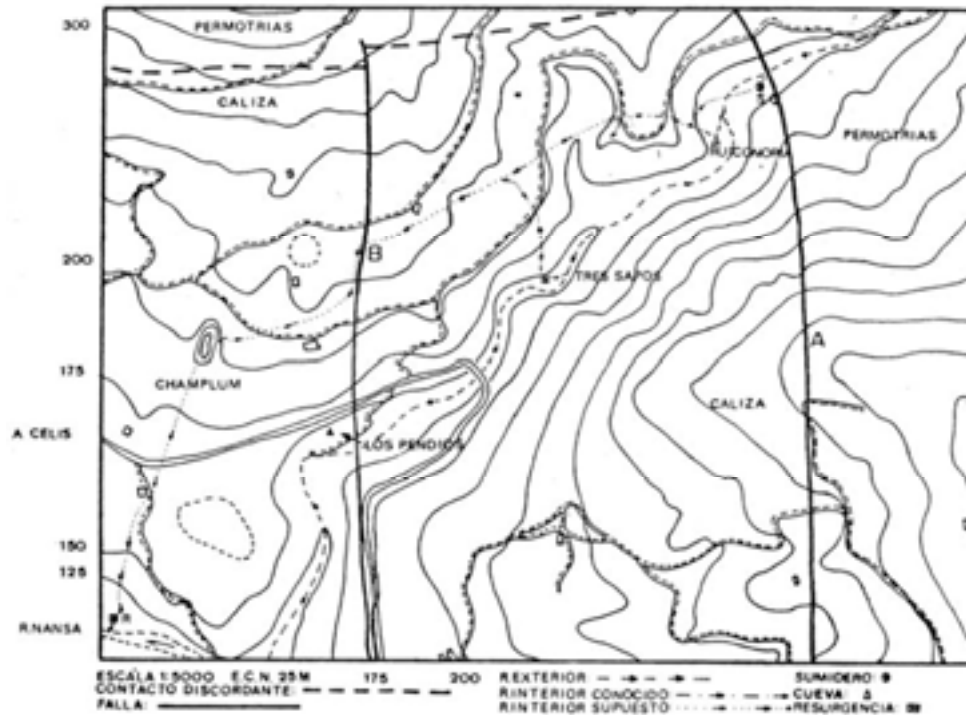 300
PERMOTRIAS
CALIZA
PERMOTRIAS
B
200
TRES SAPOS
A
175
CHAMPLUM
CALIZA
A CELIS
LOS PENDIOS
150
125
R.NANSA
ESCALA 1:5000 E.C.N. 25M 175 200 R.EXTERIOR SUMIDERO:
CONTACTO DISCORDANTE: R.INTERIOR CONOCIDO CUEVA:
FALLA: R.INTERIOR SUPUESTO RESURGENCIA: